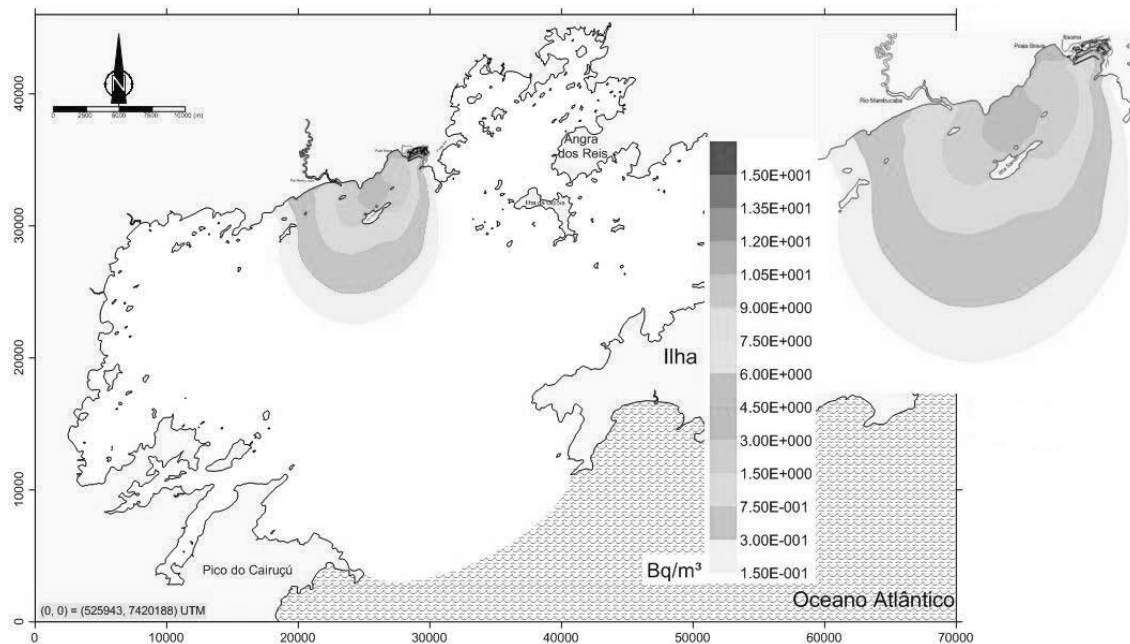 40000
30000
20000
10000
0
0
10000
20000
30000
40000
50000
60000
70000
N
0
2500
5000
7500
10000 (m)
Angra
dos Reis
Ilha
Pico do Cairuçú
(0, 0) = (525943, 7420188) UTM
Oceano Atlântico
Bq/m³
1.50E+001
1.35E+001
1.20E+001
1.05E+001
9.00E+000
7.50E+000
6.00E+000
4.50E+000
3.00E+000
1.50E+000
7.50E-001
3.00E-001
1.50E-001
Praia Brava
Itaorna
Rio Mambucaba